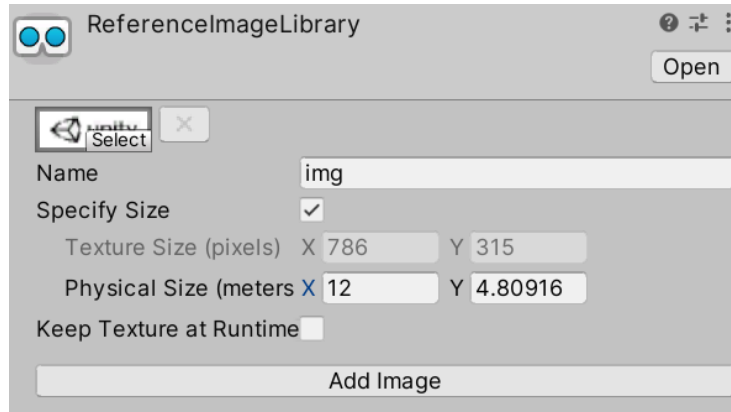 ReferenceImageLibrary
Open
unity
Select
Name img
Specify Size
Texture Size (pixels) X 786 Y 315
Physical Size (meters X 12 Y 4.80916
Keep Texture at Runtime
Add Image